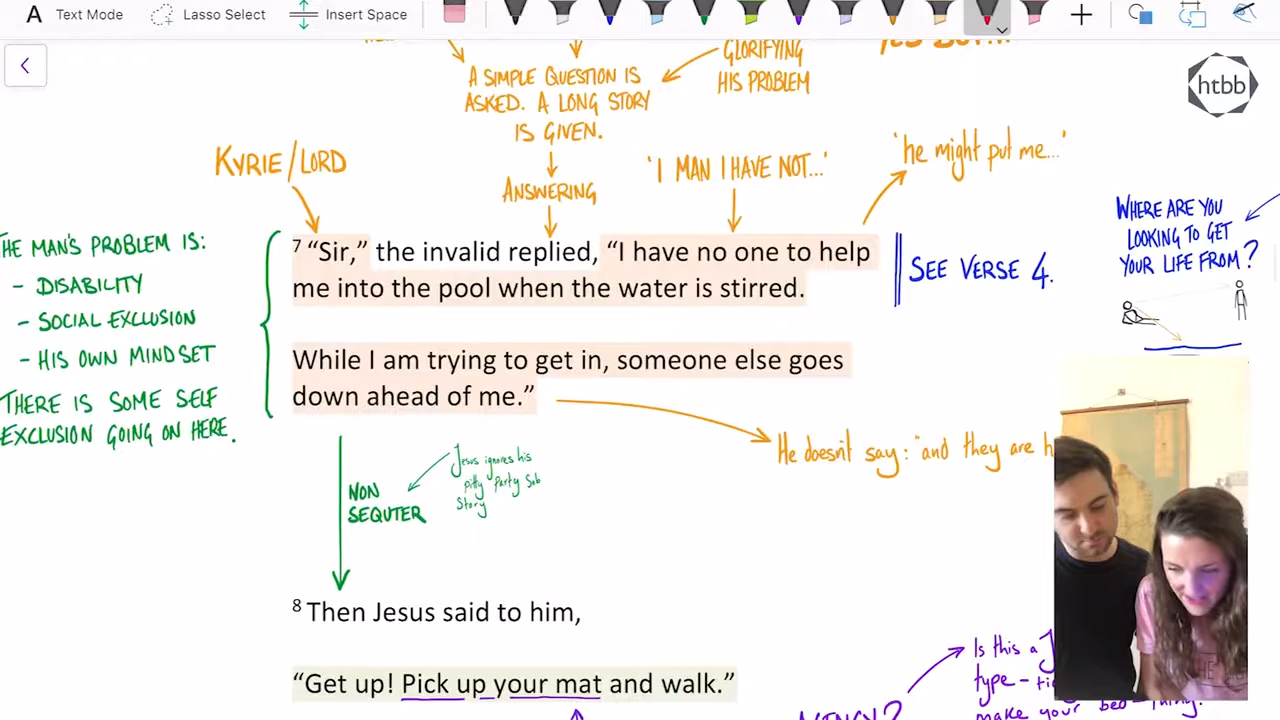 A Text Mode Lasso Select Insert Space
htbb
A SIMPLE QUESTION IS
ASKED. A LONG STORY
IS GIVEN.
GLORIFYING
HIS PROBLEM
YES BUT...
KYRIE/LORD
ANSWERING
'I MAN I HAVE NOT...'
'he might put me...'
WHERE ARE YOU
LOOKING TO GET
YOUR LIFE FROM?
THE MAN'S PROBLEM IS:
- DISABILITY
- SOCIAL EXCLUSION
- HIS OWN MINDSET
THERE IS SOME SELF
EXCLUSION GOING ON HERE.
7 “Sir,” the invalid replied, “I have no one to help
me into the pool when the water is stirred.
SEE VERSE 4.
While I am trying to get in, someone else goes
down ahead of me.”
He doesn't say: "and they are h
NON
SEQUTER
Jesus ignores his
pitty Party Sob
Story
8 Then Jesus said to him,
“Get up! Pick up your mat and walk.”
Is this a J
type - ti
make your bed - thing?